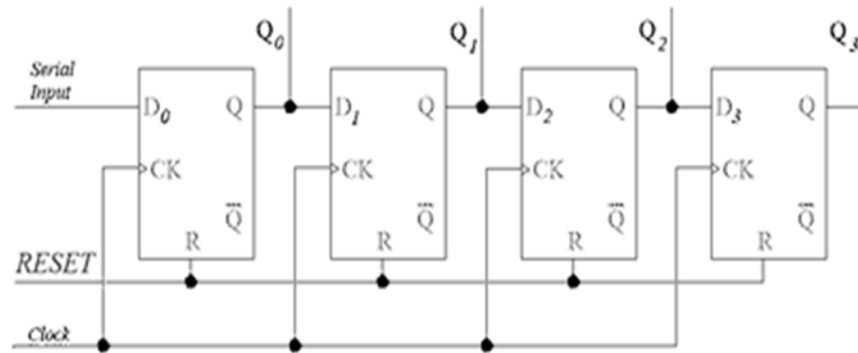 Q0 Q1 Q2 Q3
Serial
Input
D0 Q D1 Q D2 Q D3 Q
CK CK CK CK
Q̅ Q̅ Q̅ Q̅
R R R R
RESET
Clock